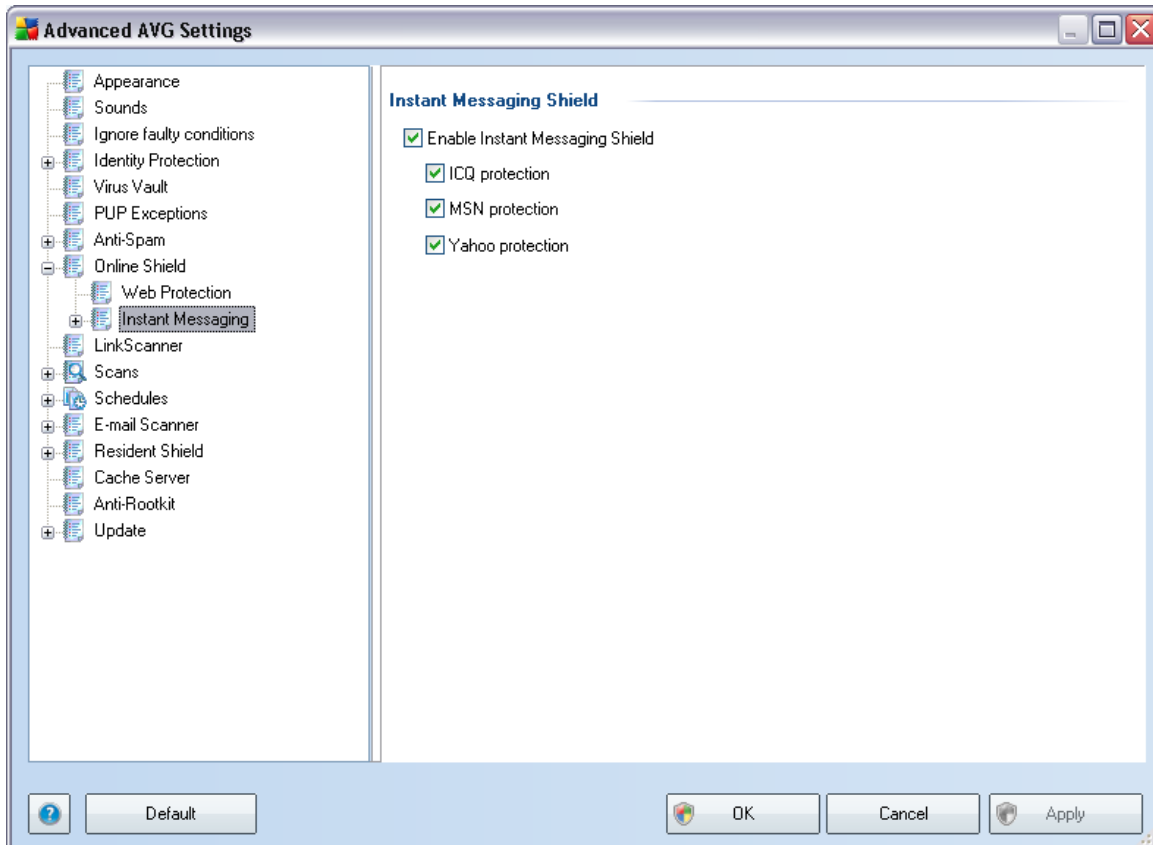 Advanced AVG Settings
Appearance
Sounds
Ignore faulty conditions
Identity Protection
Virus Vault
PUP Exceptions
Anti-Spam
Online Shield
Web Protection
Instant Messaging
LinkScanner
Scans
Schedules
E-mail Scanner
Resident Shield
Cache Server
Anti-Rootkit
Update
Instant Messaging Shield
Enable Instant Messaging Shield
ICQ protection
MSN protection
Yahoo protection
Default
OK
Cancel
Apply